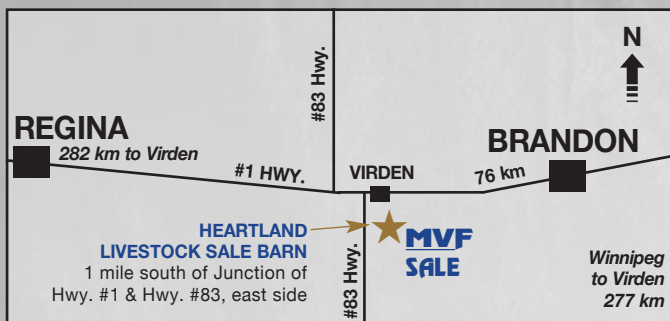 #83 Hwy.
N
REGINA
282 km to Virden
BRANDON
#1 HWY.
VIRDEN
76 km
HEARTLAND
LIVESTOCK SALE BARN
1 mile south of Junction of
Hwy. #1 & Hwy. #83, east side
#83 Hwy.
MVF
SALE
Winnipeg
to Virden
277 km